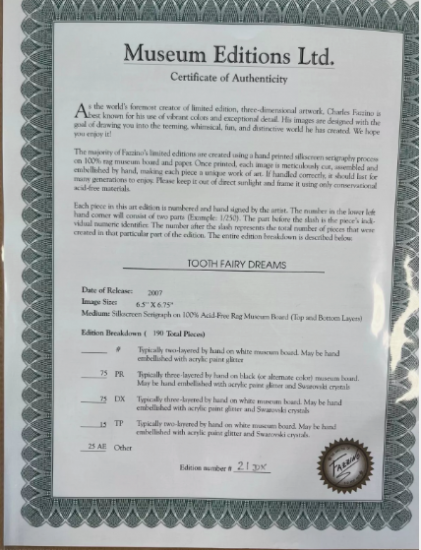 Museum Editions Ltd.
Certificate of Authenticity
As the world's foremost creator of limited edition, three-dimensional artwork, Charles Fazzino is
best known for his use of vibrant colors and exceptional detail. His images are designed with the
goal of drawing you into the teeming, whimsical, fun, and distinctive world he has created. We hope
you enjoy it!
The majority of Fazzino's limited editions are created using a hand printed silkscreen serigraphy process
on 100% rag museum board and paper. Once printed, each image is meticulously cut, assembled and
embellished by hand, making each piece a unique work of art. If handled correctly, it should last for
many generations to enjoy. Please keep it out of direct sunlight and frame it using only conservational
acid-free materials.
Each piece in this art edition is numbered and hand signed by the artist. The number in the lower left
hand corner will consist of two parts (Example: 1/250). The part before the slash is the piece's indi-
vidual numeric identifier. The number after the slash represents the total number of pieces that were
created in that particular part of the edition. The entire edition breakdown is described below.
TOOTH FAIRY DREAMS
Date of Release: 2007
Image Size: 6.5" X 6.75"
Medium: Silkscreen Serigraph on 100% Acid-Free Rag Museum Board (Top and Bottom Layers)
Edition Breakdown ( 190 Total Pieces)
# Typically two-layered by hand on white museum board. May be hand
embellished with acrylic paint glitter
75 PR Typically three-layered by hand on black (or alternate color) museum board.
May be hand embellished with acrylic paint glitter and Swarovski crystals
75 DX Typically three-layered by hand on white museum board. May be hand
embellished with acrylic paint glitter and Swarovski crystals
15 TP Typically two-layered by hand on white museum board. May be hand
embellished with acrylic paint glitter and Swarovski crystals
25 AE Other
Edition number #
FAZZINO